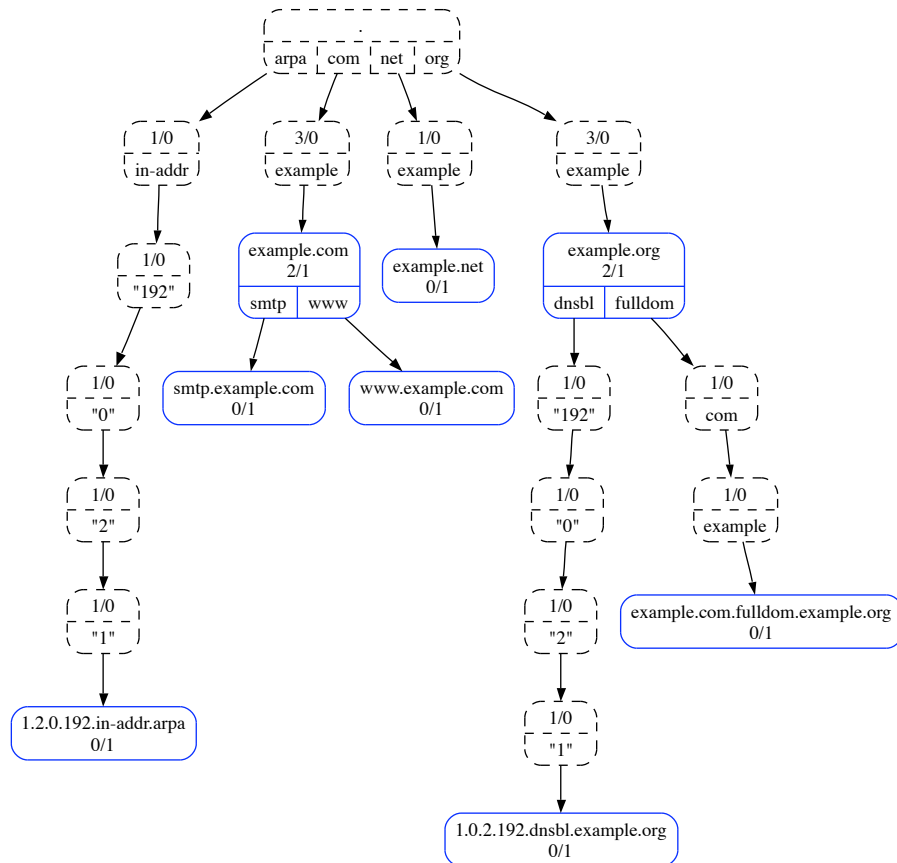 .
arpa com net org
1/0 3/0 1/0 3/0
in-addr example example example
example.com example.org
1/0 2/1 example.net 2/1
"192" smtp www 0/1 dnsbl fulldom
1/0 smtp.example.com www.example.com 1/0 1/0
"0" 0/1 0/1 "192" com
1/0 1/0 1/0
"2" "0" example
1/0 1/0 example.com.fulldom.example.org
"1" "2" 0/1
1.2.0.192.in-addr.arpa 1/0
0/1 "1"
1.0.2.192.dnsbl.example.org
0/1